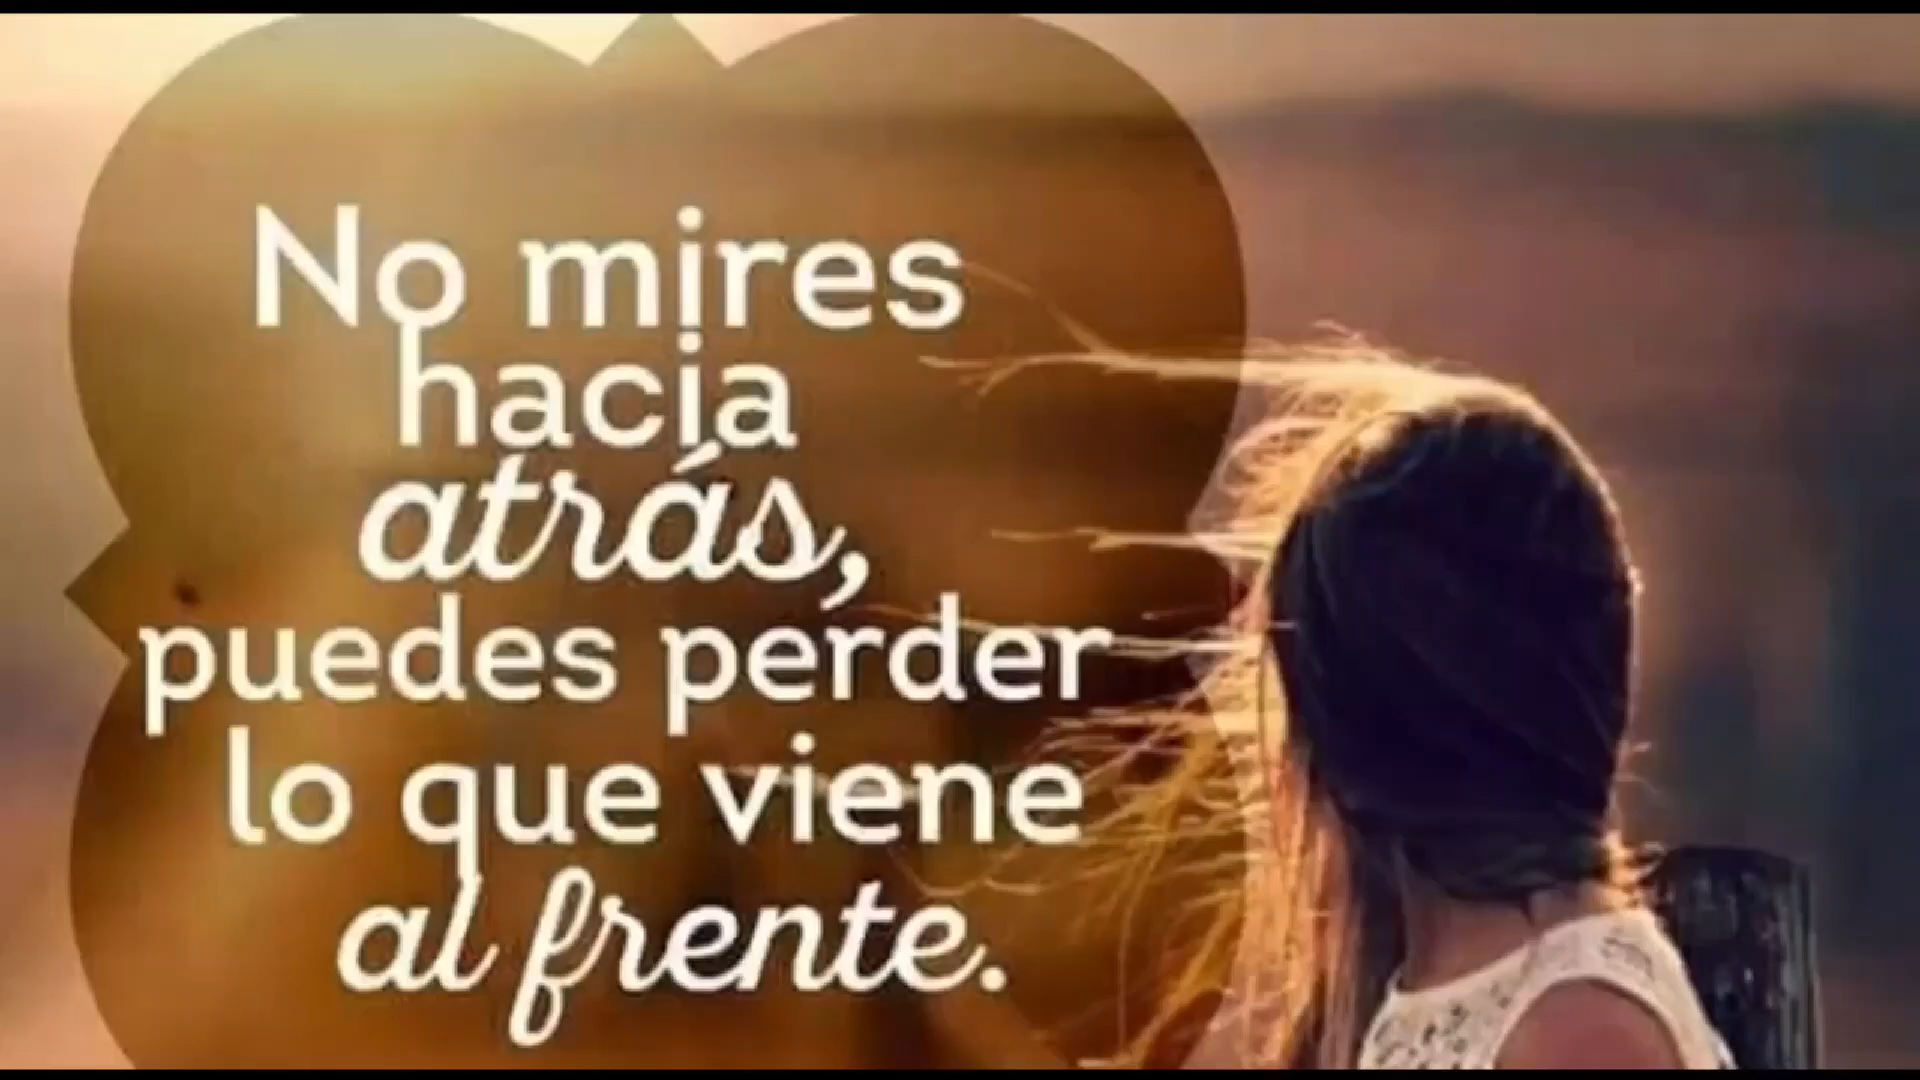 No mires
hacia
atrás,
puedes perder
lo que viene
al frente.